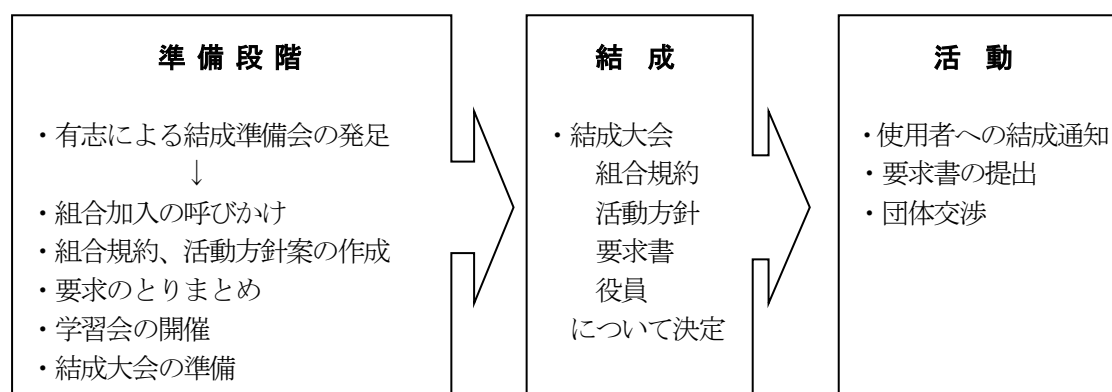 準備段階
・有志による結成準備会の発足
↓
・組合加入の呼びかけ
・組合規約、活動方針案の作成
・要求のとりまとめ
・学習会の開催
・結成大会の準備
結成
・結成大会
組合規約
活動方針
要求書
役員
について決定
活動
・使用者への結成通知
・要求書の提出
・団体交渉